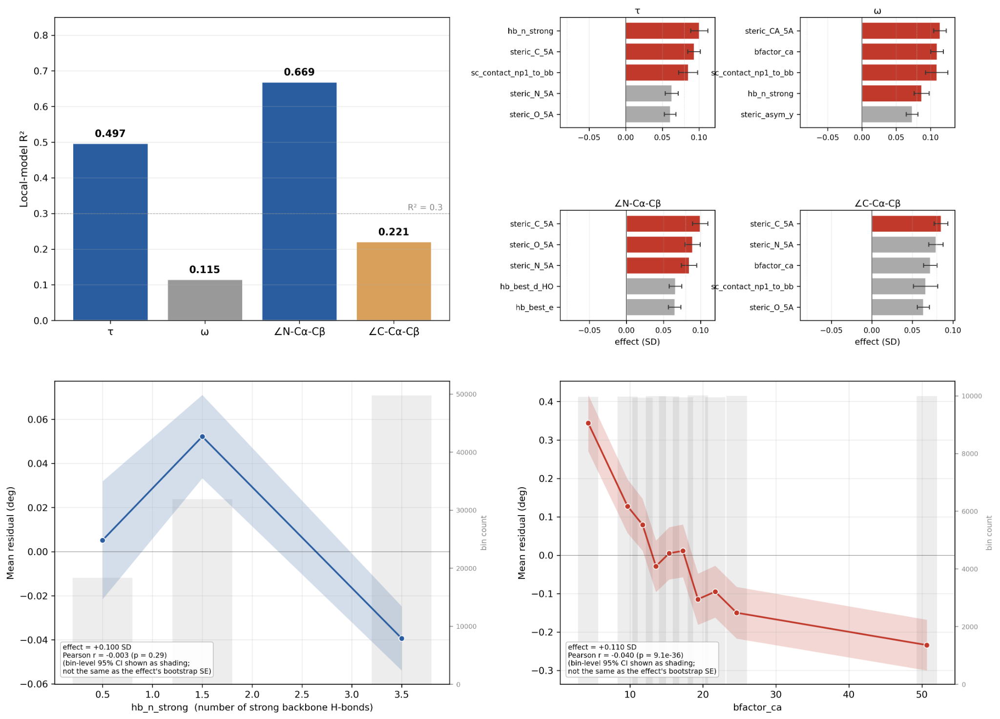 Local-model R²
0.8
0.7
0.6
0.5
0.4
0.3
0.2
0.1
0.0
0.497
0.115
0.669
0.221
R² = 0.3
τ
ω
∠N-Cα-Cβ
∠C-Cα-Cβ
τ
hb_n_strong
steric_C_5A
sc_contact_np1_to_bb
steric_N_5A
steric_O_5A
−0.05
0.00
0.05
0.10
ω
steric_CA_5A
bfactor_ca
sc_contact_np1_to_bb
hb_n_strong
steric_asym_y
−0.05
0.00
0.05
0.10
∠N-Cα-Cβ
steric_C_5A
steric_O_5A
steric_N_5A
hb_best_d_HO
hb_best_e
−0.05
0.00
0.05
0.10
effect (SD)
∠C-Cα-Cβ
steric_C_5A
steric_N_5A
bfactor_ca
sc_contact_np1_to_bb
steric_O_5A
−0.05
0.00
0.05
0.10
effect (SD)
Mean residual (deg)
0.06
0.04
0.02
0.00
−0.02
−0.04
−0.06
effect = +0.100 SD
Pearson r = -0.003 (p = 0.29)
(bin-level 95% CI shown as shading;
not the same as the effect's bootstrap SE)
0.5
1.0
1.5
2.0
2.5
3.0
3.5
hb_n_strong (number of strong backbone H-bonds)
50000
40000
30000
20000
10000
0
bin count
Mean residual (deg)
0.4
0.3
0.2
0.1
0.0
−0.1
−0.2
−0.3
effect = +0.110 SD
Pearson r = -0.040 (p = 9.1e-36)
(bin-level 95% CI shown as shading;
not the same as the effect's bootstrap SE)
10
20
30
40
50
bfactor_ca
10000
8000
6000
4000
2000
0
bin count